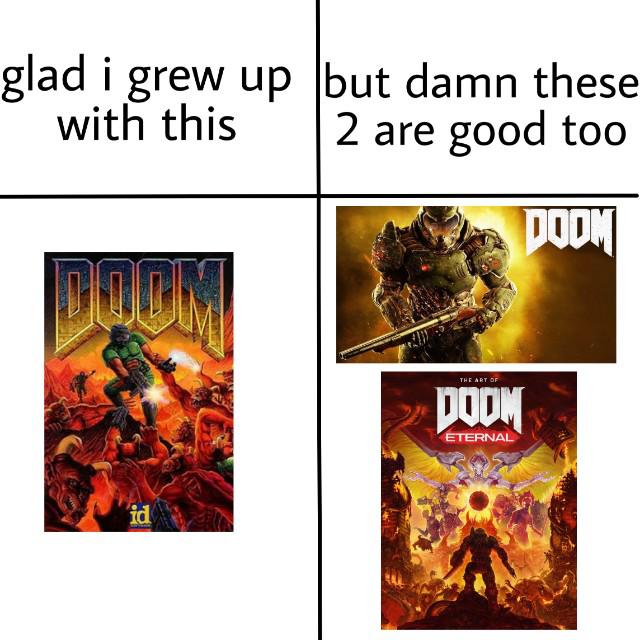 glad i grew up
with this
but damn these
2 are good too
DOOM
id
DOOM
THE ART OF
DOOM
ETERNAL